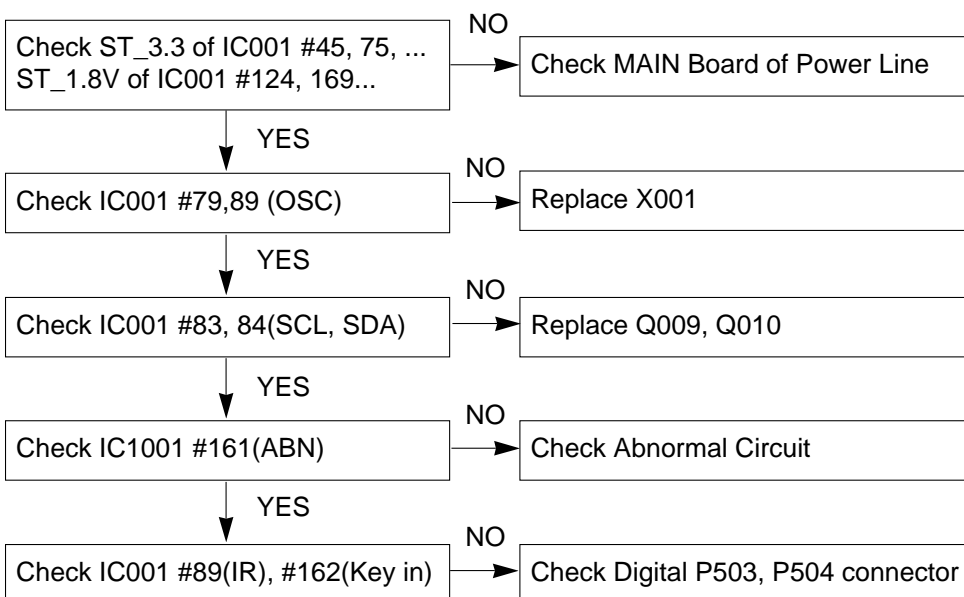 Check ST_3.3 of IC001 #45, 75, ...
ST_1.8V of IC001 #124, 169...
NO
Check MAIN Board of Power Line
YES
Check IC001 #79,89 (OSC)
NO
Replace X001
YES
Check IC001 #83, 84(SCL, SDA)
NO
Replace Q009, Q010
YES
Check IC1001 #161(ABN)
NO
Check Abnormal Circuit
YES
Check IC001 #89(IR), #162(Key in)
NO
Check Digital P503, P504 connector